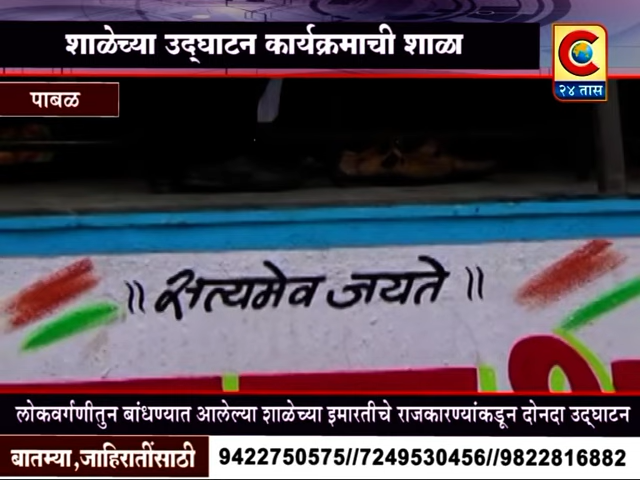 शाळेच्या उद्घाटन कार्यक्रमाची शाळा
C
२४ तास
पाबळ
॥ सत्यमेव जयते ॥
लोकवर्गणीतुन बांधण्यात आलेल्या शाळेच्या इमारतीचे राजकारण्यांकडून दोनदा उद्घाटन
बातम्या,जाहिरातींसाठी 9422750575//7249530456//9822816882